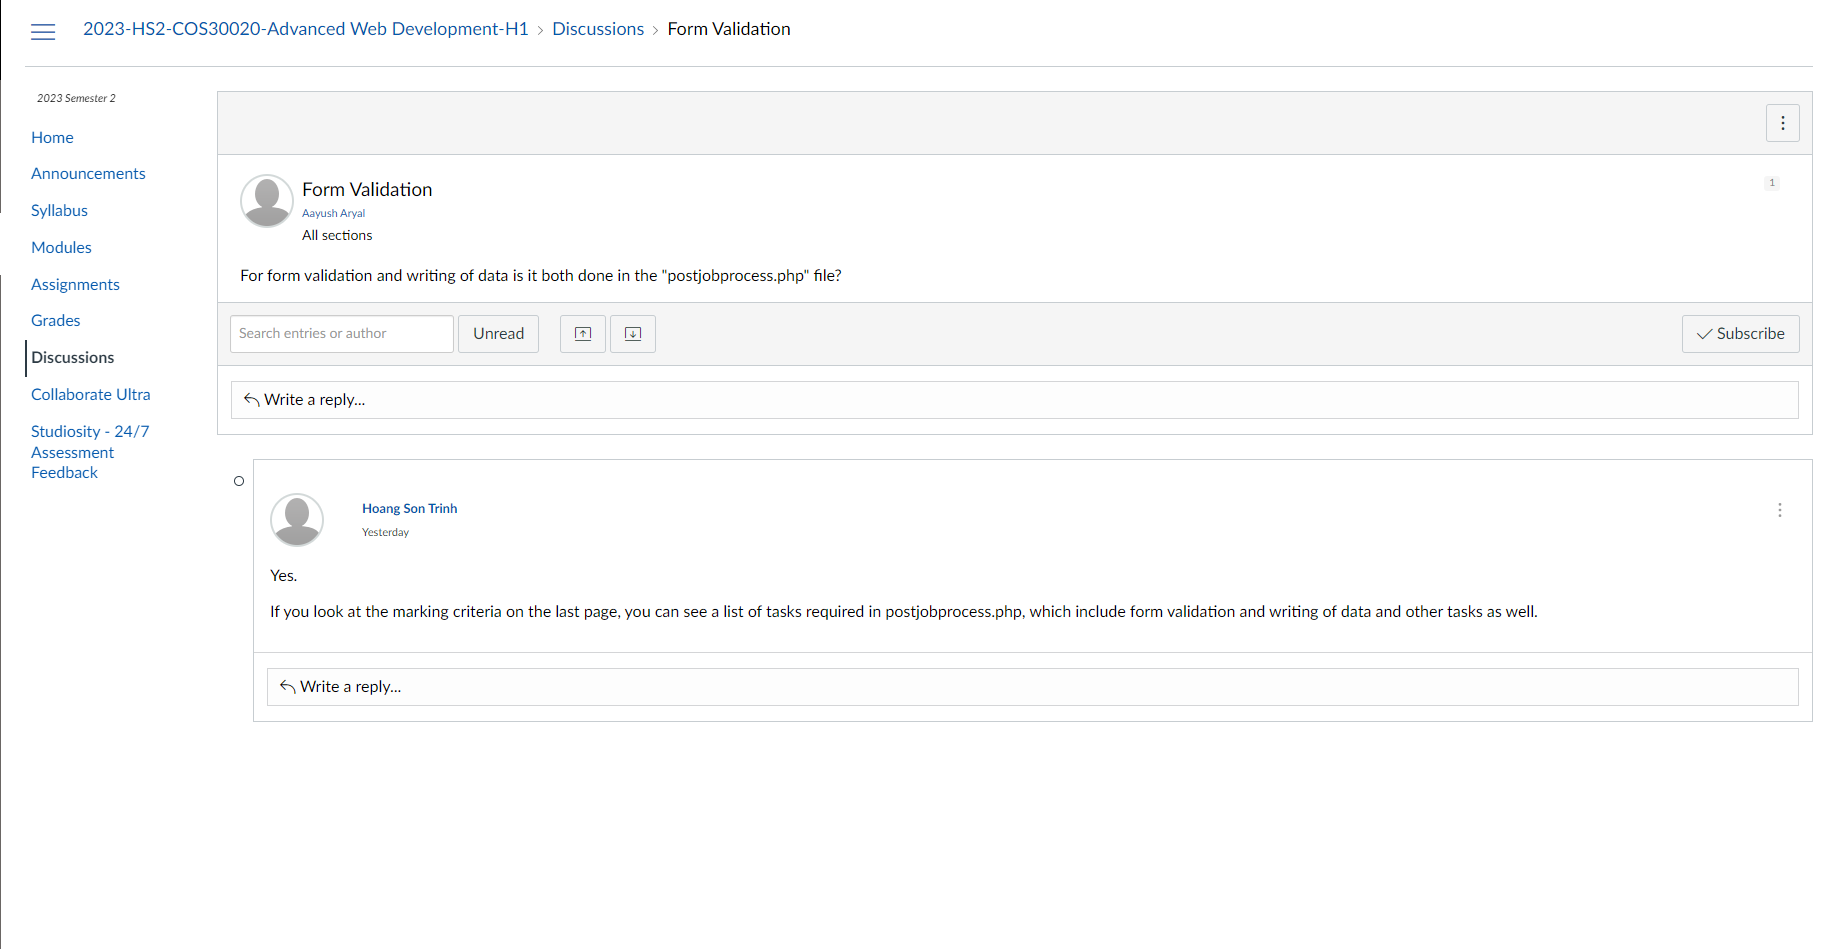 2023-HS2-COS30020-Advanced Web Development-H1 > Discussions > Form Validation
2023 Semester 2
Home
Announcements
Syllabus
Modules
Assignments
Grades
Discussions
Collaborate Ultra
Studiosity - 24/7
Assessment
Feedback
Form Validation
1
Aayush Aryal
All sections
For form validation and writing of data is it both done in the "postjobprocess.php" file?
Search entries or author
Unread
Subscribe
Write a reply...
Hoang Son Trinh
Yesterday
Yes.
If you look at the marking criteria on the last page, you can see a list of tasks required in postjobprocess.php, which include form validation and writing of data and other tasks as well.
Write a reply...